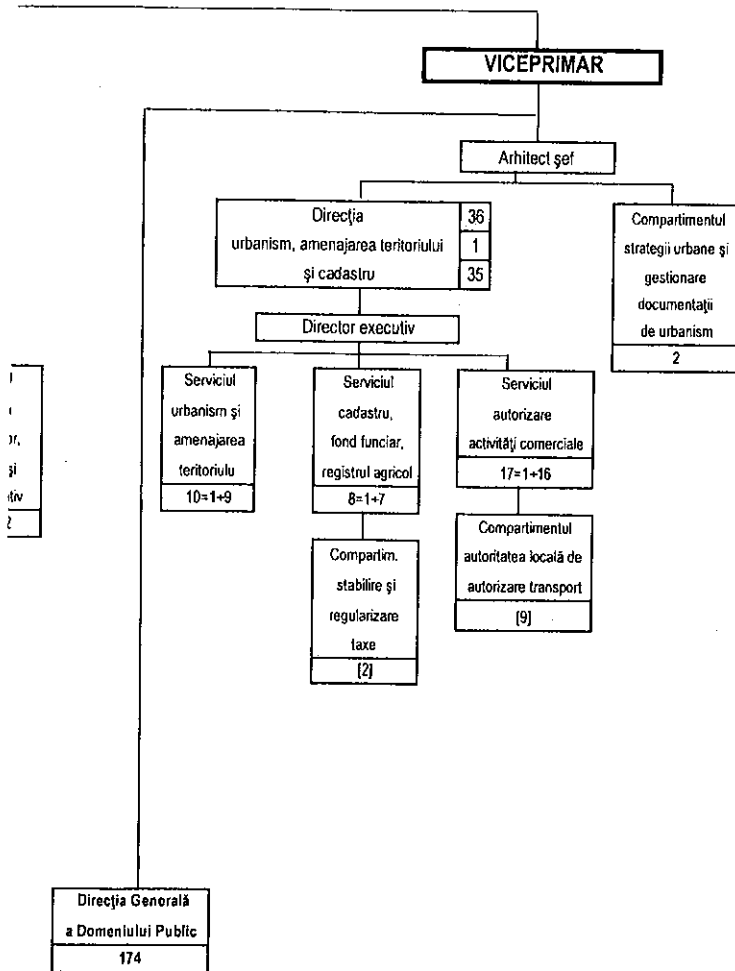 VICEPRIMAR
Arhitect şef
Direcţia
urbanism, amenajarea teritoriului
şi cadastru
36
1
35
Compartimentul
strategii urbane şi
gestionare
documentaţii
de urbanism
2
Director executiv
Serviciul
urbanism şi
amenajarea
teritoriulu
10=1+9
Serviciul
cadastru,
fond funciar,
registrul agricol
8=1+7
Serviciul
autorizare
activităţi comerciale
17=1+16
Compartim.
stabilire şi
regularizare
taxe
[2]
Compartimentul
autoritatea locală de
autorizare transport
[9]
şi
tiv
2
Direcţia Generală
a Domeniului Public
174